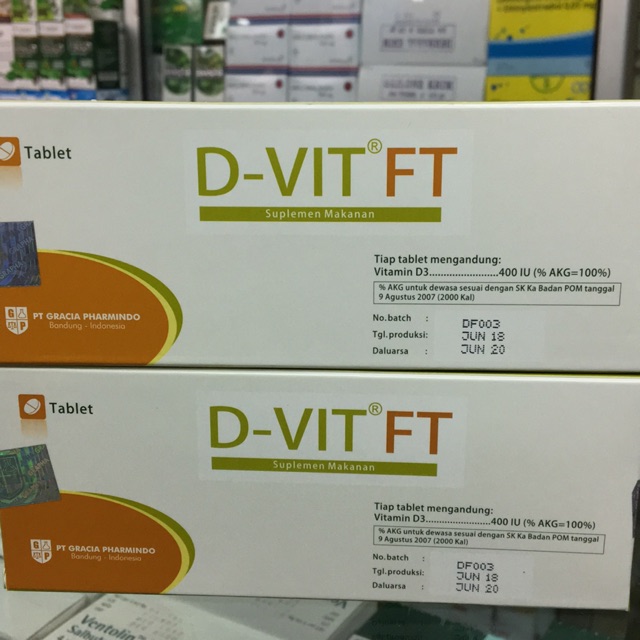 Tablet
D-VIT® FT
Suplemen Makanan
Tiap tablet mengandung:
Vitamin D3........................400 IU (% AKG=100%)
% AKG untuk dewasa sesuai dengan SK Ka Badan POM tanggal
9 Agustus 2007 (2000 Kal)
G
ATA
P
PT GRACIA PHARMINDO
Bandung - Indonesia
No.batch : DF003
Tgl.produksi: JUN 18
Daluarsa : JUN 20
Tablet
D-VIT® FT
Suplemen Makanan
Tiap tablet mengandung:
Vitamin D3........................400 IU (% AKG=100%)
% AKG untuk dewasa sesuai dengan SK Ka Badan POM tanggal
9 Agustus 2007 (2000 Kal)
G
ATA
P
PT GRACIA PHARMINDO
Bandung - Indonesia
No.batch : DF003
Tgl.produksi: JUN 18
Daluarsa : JUN 20
Ventolin